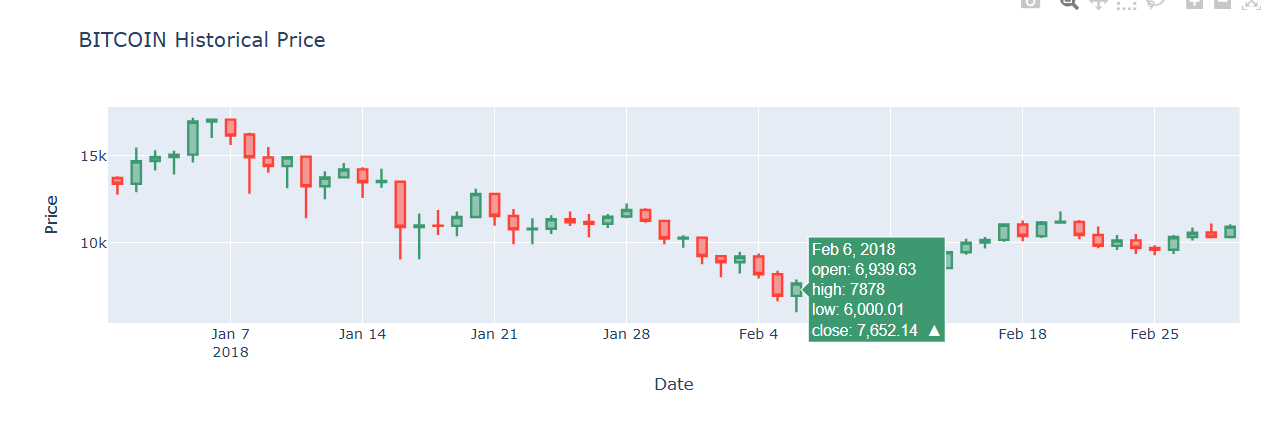 BITCOIN Historical Price
15k
10k
Price
Feb 6, 2018
open: 6,939.63
high: 7878
low: 6,000.01
close: 7,652.14 ▲
Jan 7
2018
Jan 14
Jan 21
Jan 28
Feb 4
Feb 18
Feb 25
Date